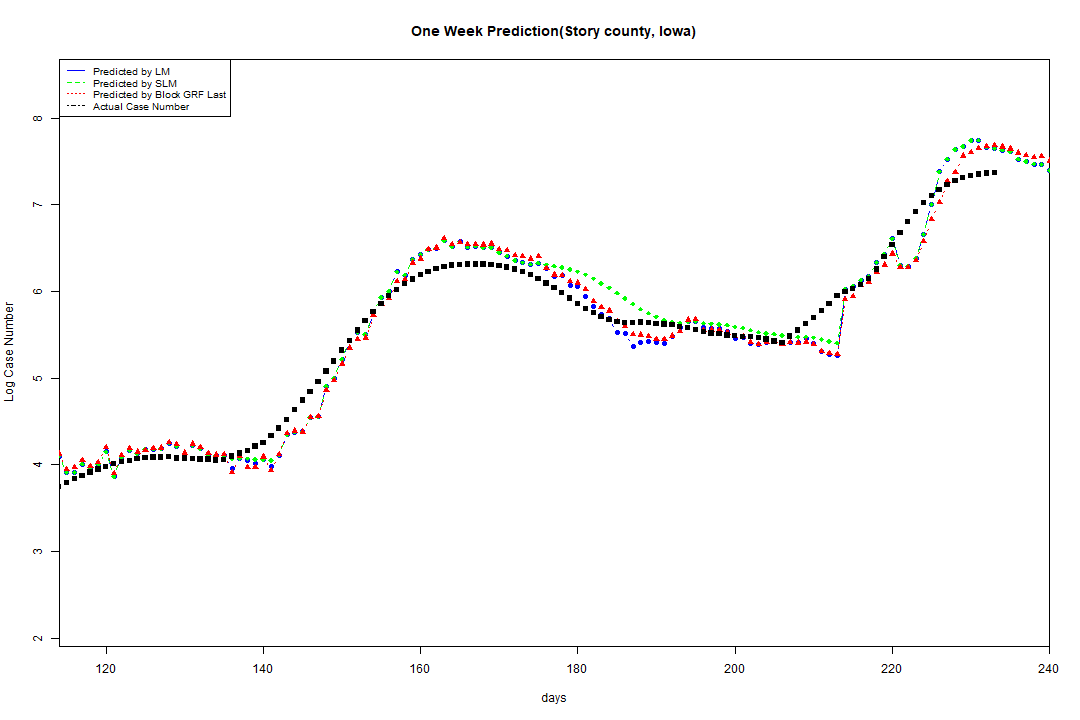 One Week Prediction(Story county, Iowa)
Predicted by LM
Predicted by SLM
Predicted by Block GRF Last
Actual Case Number
8
7
6
5
4
3
2
Log Case Number
120 140 160 180 200 220 240
days